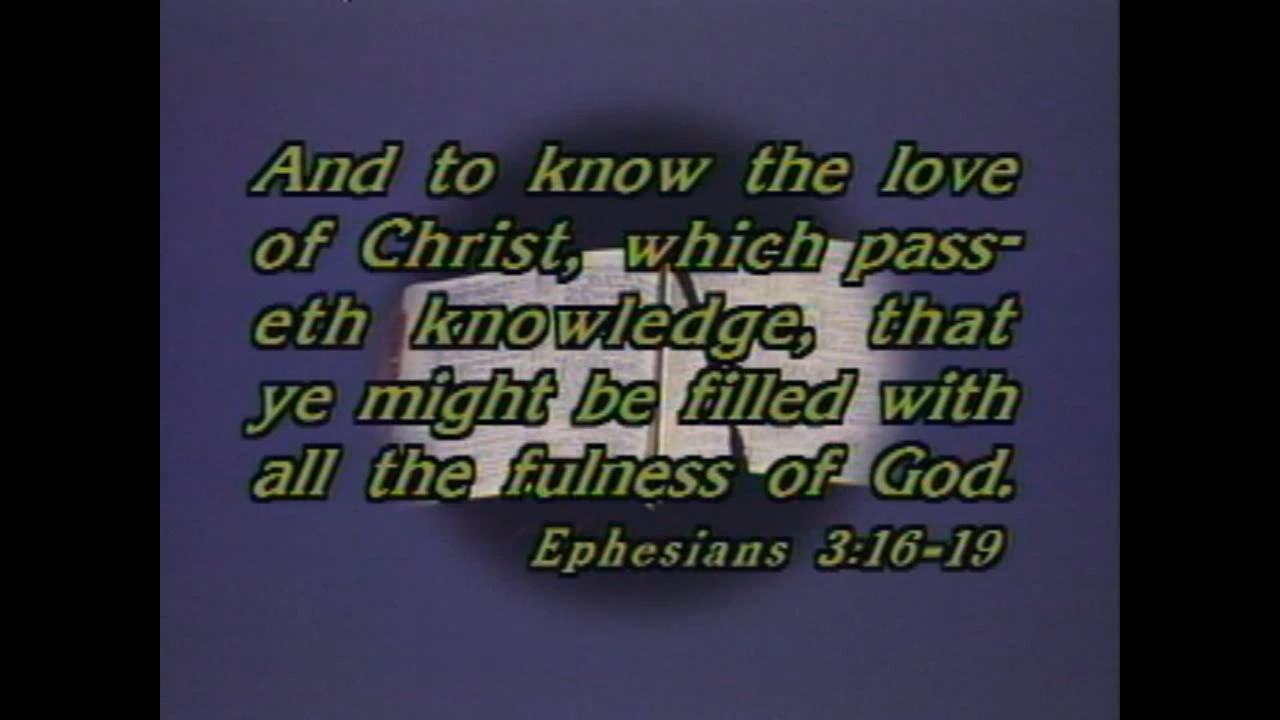 And to know the love
of Christ, which pass-
eth knowledge, that
ye might be filled with
all the fulness of God.
Ephesians 3:16-19